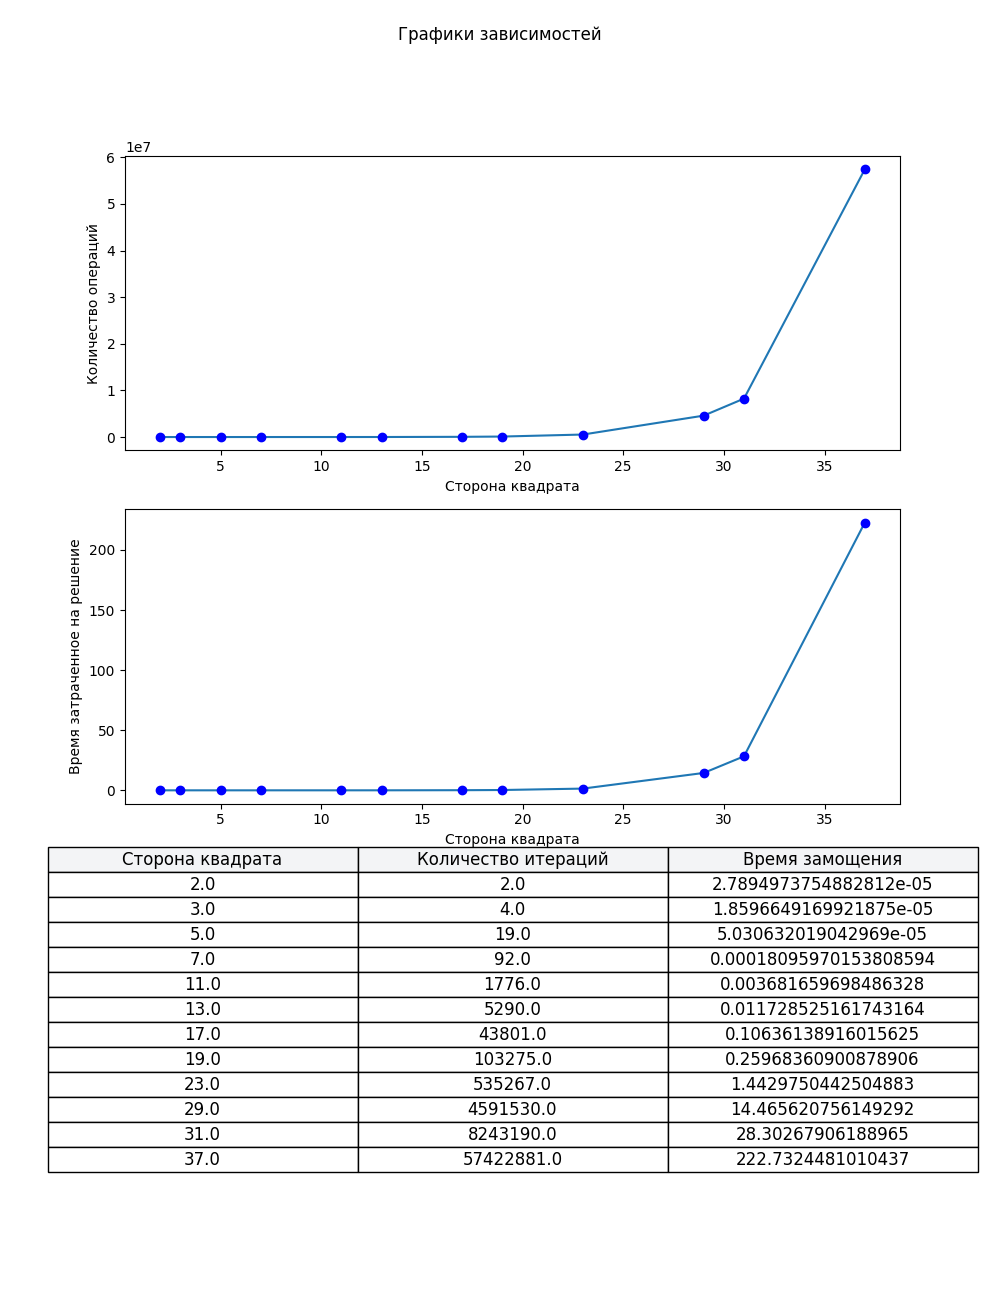 Графики зависимостей
1e7
6
5
4
3
2
1
0
Количество операций
5 10 15 20 25 30 35
Сторона квадрата
200
150
100
50
0
Время затраченное на решение
5 10 15 20 25 30 35
Сторона квадрата
Сторона квадрата Количество итераций Время замощения
2.0 2.0 2.7894973754882812e-05
3.0 4.0 1.8596649169921875e-05
5.0 19.0 5.030632019042969e-05
7.0 92.0 0.00018095970153808594
11.0 1776.0 0.003681659698486328
13.0 5290.0 0.011728525161743164
17.0 43801.0 0.10636138916015625
19.0 103275.0 0.25968360900878906
23.0 535267.0 1.4429750442504883
29.0 4591530.0 14.465620756149292
31.0 8243190.0 28.30267906188965
37.0 57422881.0 222.7324481010437